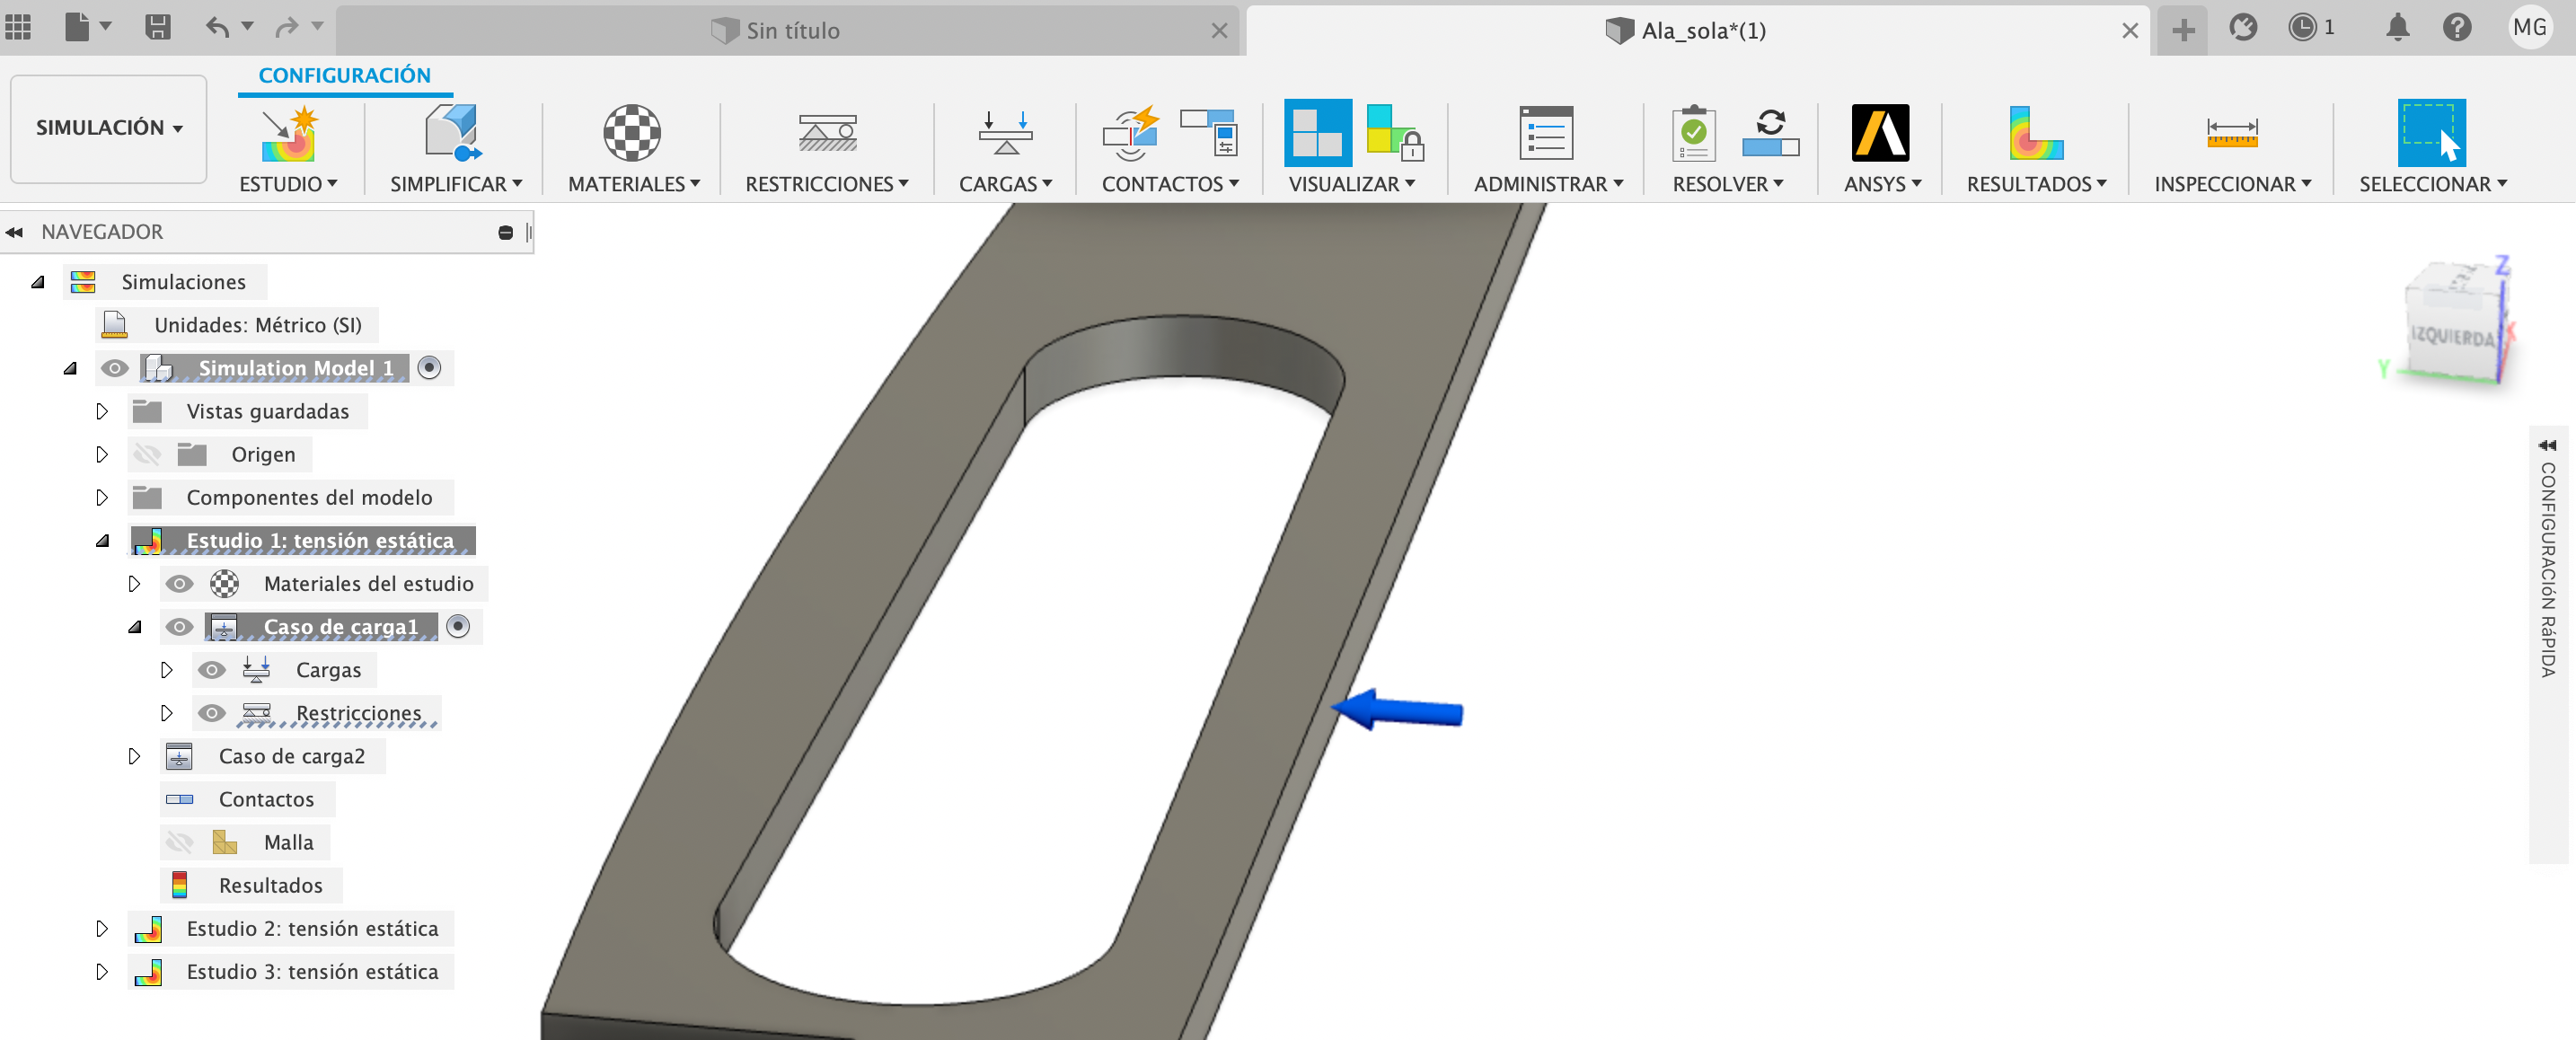 Sin título
Ala_sola*(1)
1
MG
SIMULACIÓN
CONFIGURACIÓN
ESTUDIO
SIMPLIFICAR
MATERIALES
RESTRICCIONES
CARGAS
CONTACTOS
VISUALIZAR
ADMINISTRAR
RESOLVER
ANSYS
RESULTADOS
INSPECCIONAR
SELECCIONAR
NAVEGADOR
Simulaciones
Unidades: Métrico (SI)
Simulation Model 1
Vistas guardadas
Origen
Componentes del modelo
Estudio 1: tensión estática
Materiales del estudio
Caso de carga1
Cargas
Restricciones
Caso de carga2
Contactos
Malla
Resultados
Estudio 2: tensión estática
Estudio 3: tensión estática
Z
IZQUIERDA
X
Y
CONFIGURACIóN RáPIDA